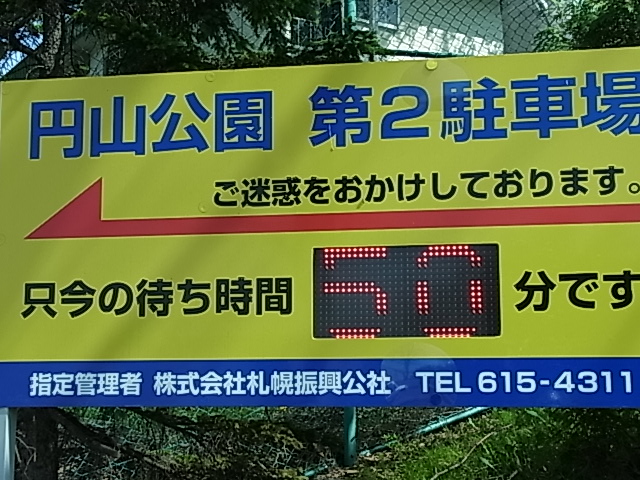 円山公園 第2駐車場
ご迷惑をおかけしております。
只今の待ち時間 50 分です
指定管理者 株式会社札幌振興公社 TEL 615-4311